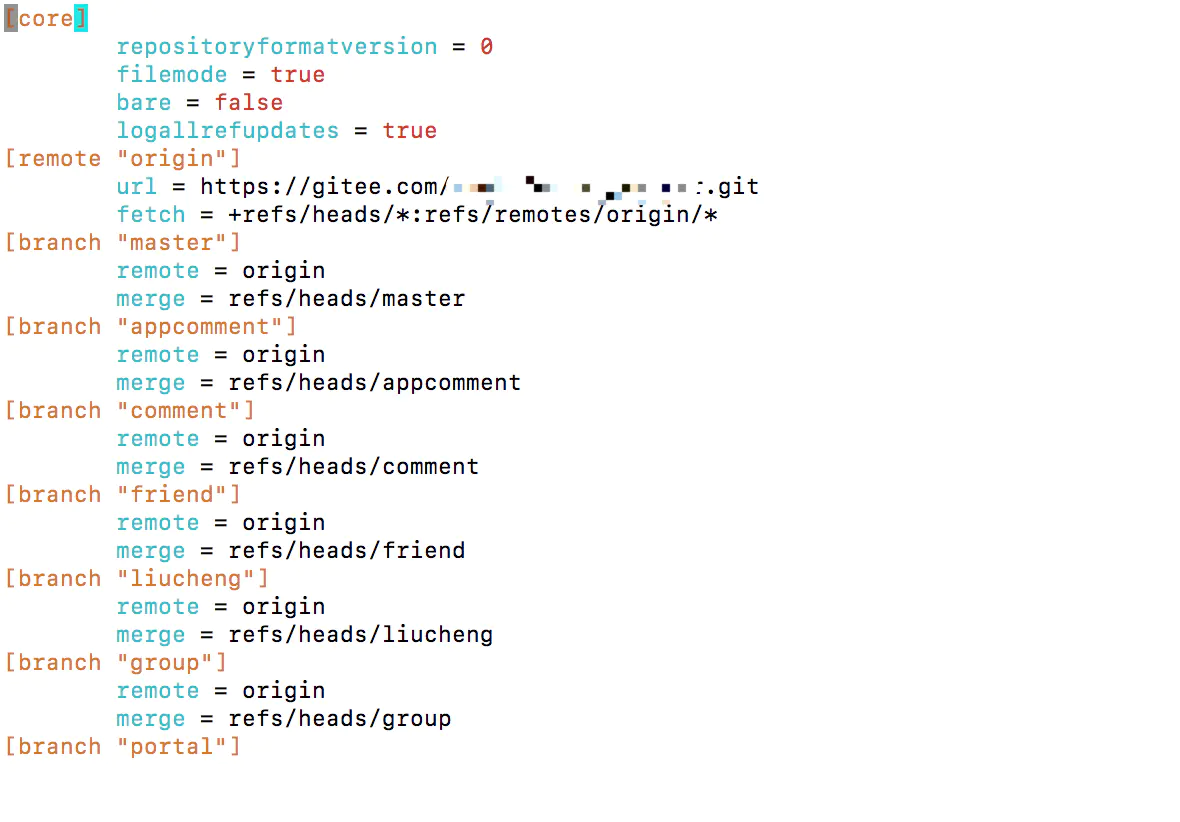 [core]
repositoryformatversion = 0
filemode = true
bare = false
logallrefupdates = true
[remote "origin"]
url = https://gitee.com/ .git
fetch = +refs/heads/*:refs/remotes/origin/*
[branch "master"]
remote = origin
merge = refs/heads/master
[branch "appcomment"]
remote = origin
merge = refs/heads/appcomment
[branch "comment"]
remote = origin
merge = refs/heads/comment
[branch "friend"]
remote = origin
merge = refs/heads/friend
[branch "liucheng"]
remote = origin
merge = refs/heads/liucheng
[branch "group"]
remote = origin
merge = refs/heads/group
[branch "portal"]